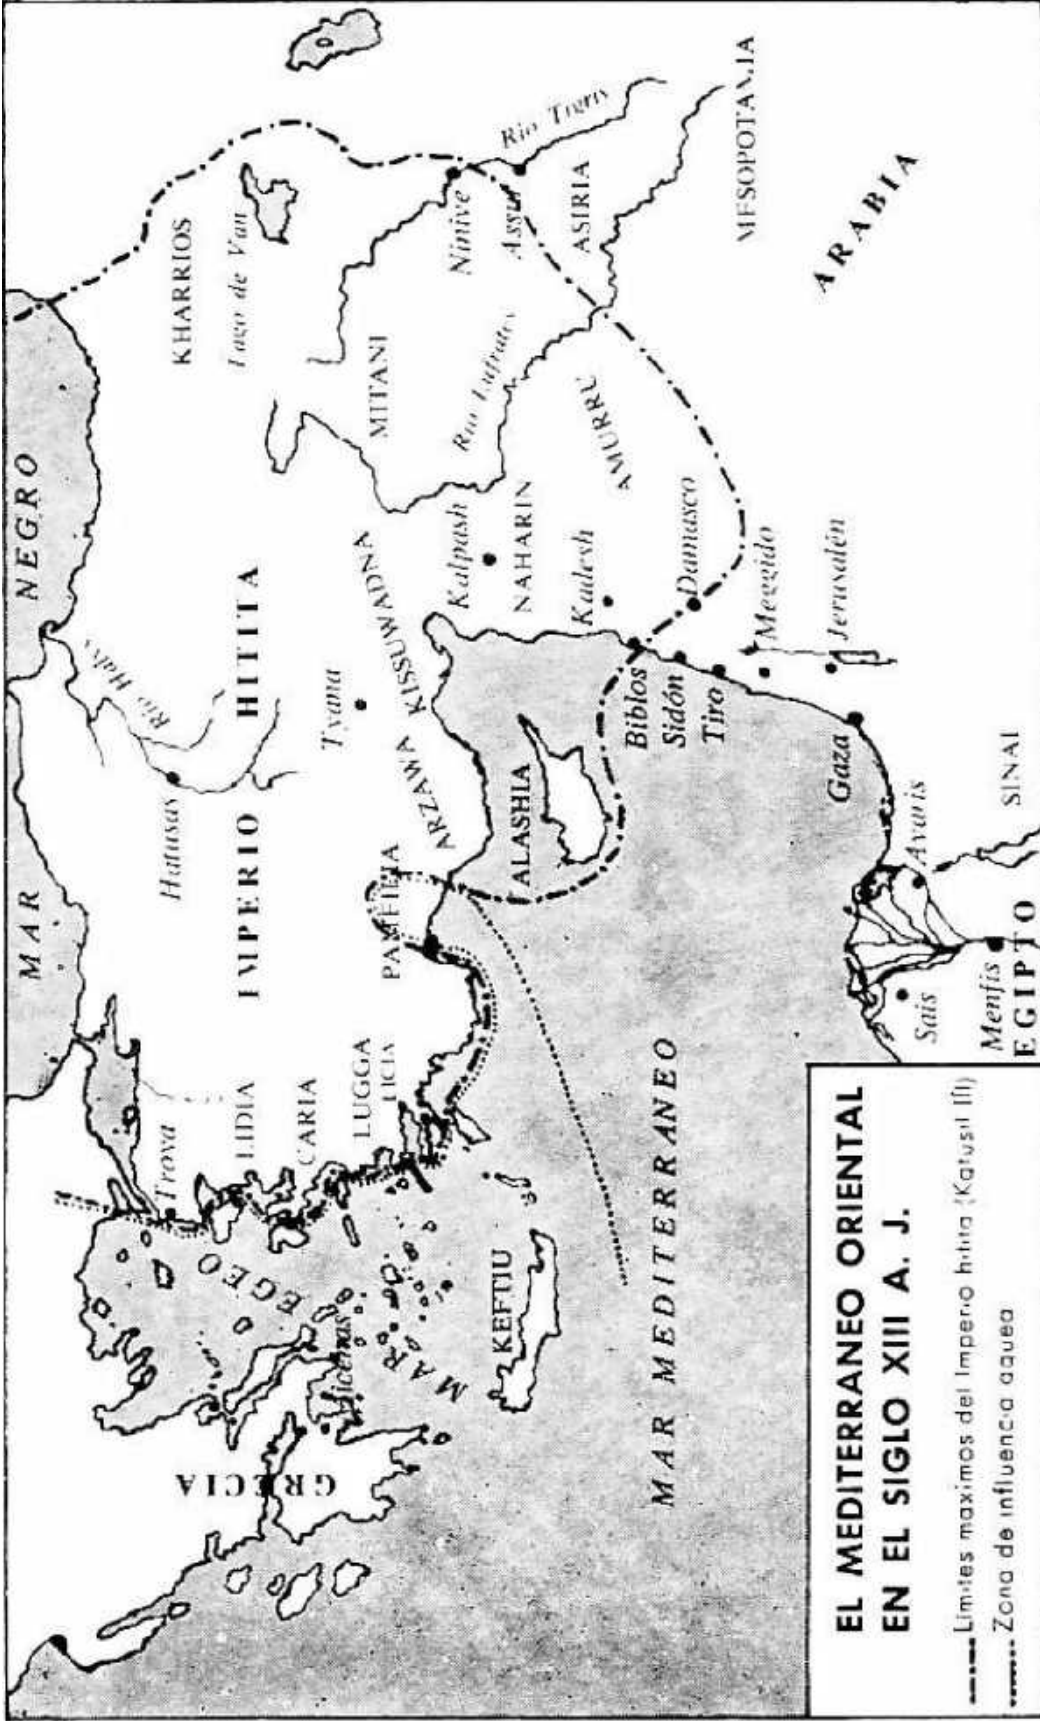 MAR NEGRO
KHARRIOS
Lago de Van
IMPERIO HITITA
Hatusas
Rio Halis
Troya
LIDIA
CARIA
LUGGA
LICIA
PAMFILIA
ARZAWA
KISSUWADNA
Tyana
MITANI
Rio Eufrates
Ninive
Assur
Rio Tigris
ASIRIA
MESOPOTAMIA
ARABIA
Kalpash
NAHARIN
AMURRU
Kadesh
Damasco
Biblos
Sidón
Tiro
Meggido
Jerusalén
Gaza
ALASHIA
GRECIA
Micenas
MAR EGEO
KEFTIU
MAR MEDITERRANEO
Avaris
SINAI
Sais
Menfis
EGIPTO
EL MEDITERRANEO ORIENTAL
EN EL SIGLO XIII A. J.
Limites maximos del Imperio hitita (Katusil III)
Zona de influencia aquea